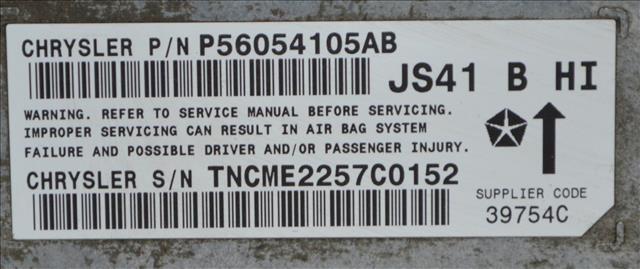 CHRYSLER P/N P56054105AB
JS41 B HI
WARNING. REFER TO SERVICE MANUAL BEFORE SERVICING.
IMPROPER SERVICING CAN RESULT IN AIR BAG SYSTEM
FAILURE AND POSSIBLE DRIVER AND/OR PASSENGER INJURY.
CHRYSLER S/N TNCME2257C0152
SUPPLIER CODE
39754C